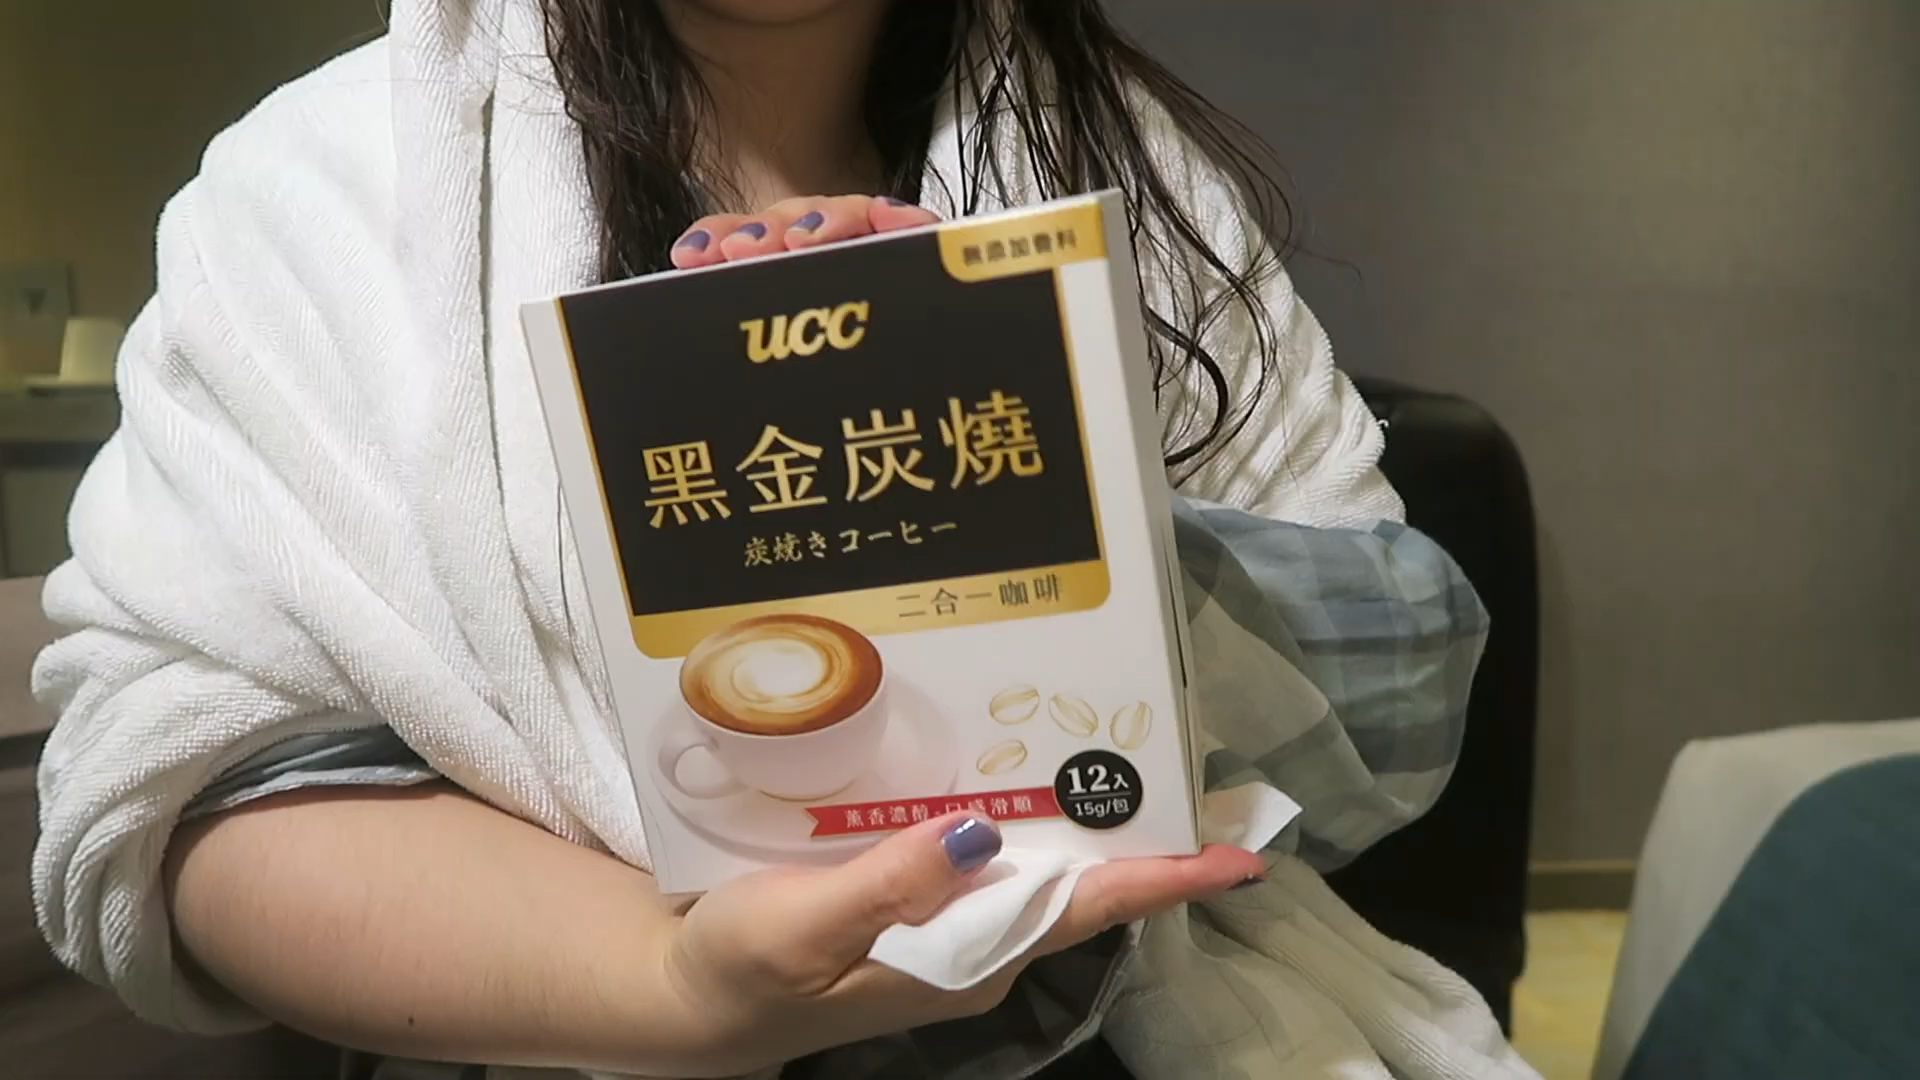 無添加香料
UCC
黑金炭燒
炭焼きコーヒー
二合一咖啡
12入
15g/包
薰香濃醇·口感滑順